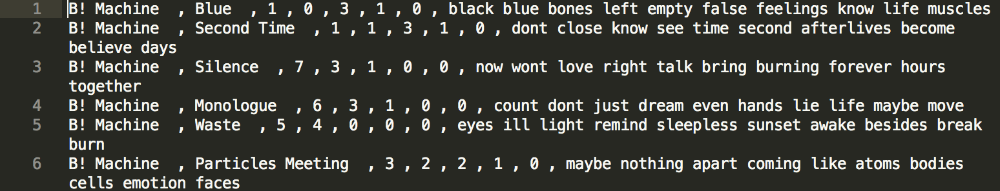 1 B! Machine , Blue , 1 , 0 , 3 , 1 , 0 , black blue bones left empty false feelings know life muscles
2 B! Machine , Second Time , 1 , 1 , 3 , 1 , 0 , dont close know see time second afterlives become
believe days
3 B! Machine , Silence , 7 , 3 , 1 , 0 , 0 , now wont love right talk bring burning forever hours
together
4 B! Machine , Monologue , 6 , 3 , 1 , 0 , 0 , count dont just dream even hands lie life maybe move
5 B! Machine , Waste , 5 , 4 , 0 , 0 , 0 , eyes ill light remind sleepless sunset awake besides break
burn
6 B! Machine , Particles Meeting , 3 , 2 , 2 , 1 , 0 , maybe nothing apart coming like atoms bodies
cells emotion faces